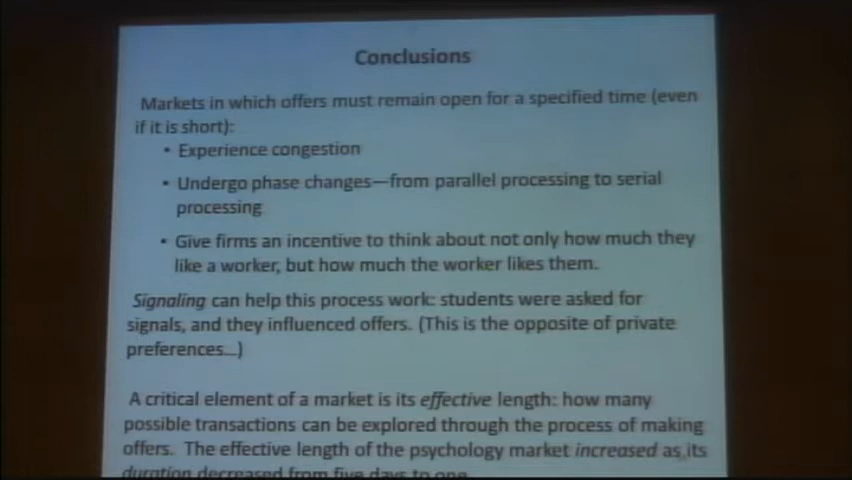 Conclusions
Markets in which offers must remain open for a specified time (even
if it is short):
• Experience congestion
• Undergo phase changes—from parallel processing to serial
processing
• Give firms an incentive to think about not only how much they
like a worker, but how much the worker likes them.
Signaling can help this process work: students were asked for
signals, and they influenced offers. (This is the opposite of private
preferences…)
A critical element of a market is its effective length: how many
possible transactions can be explored through the process of making
offers. The effective length of the psychology market increased as its
duration decreased from five days to one